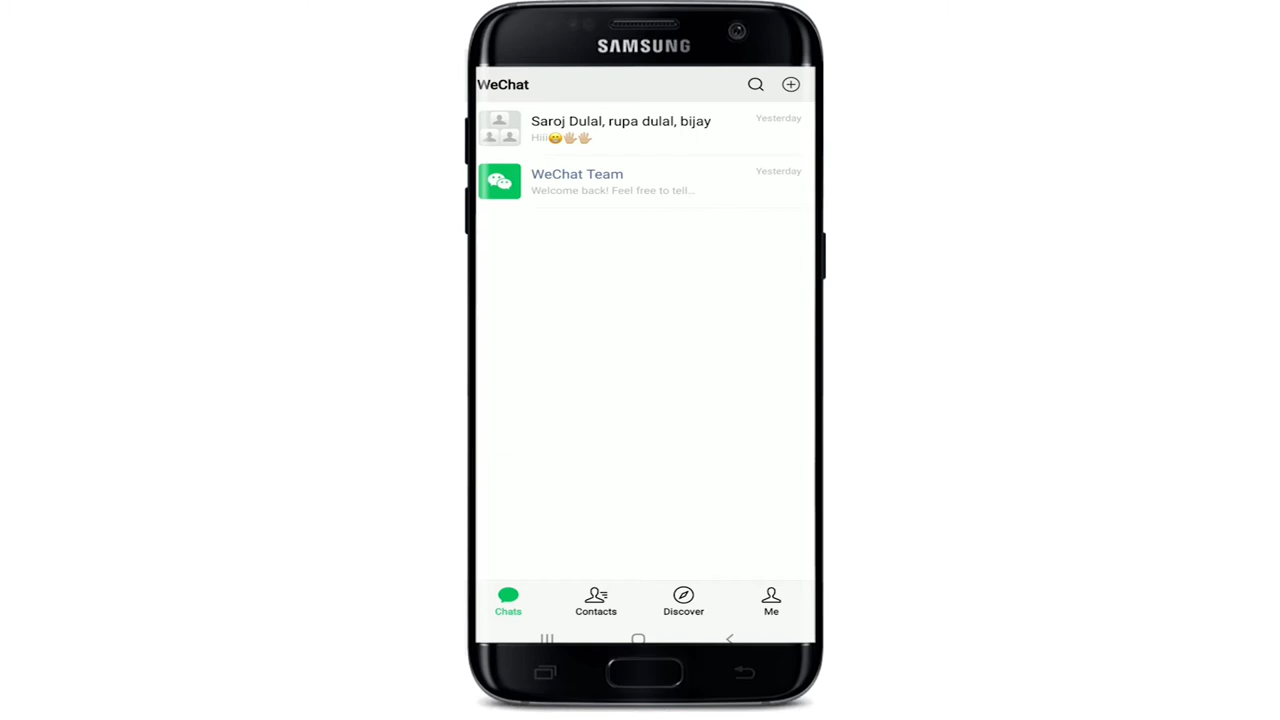 SAMSUNG
WeChat
Saroj Dulal, rupa dulal, bijay
Yesterday
Hiii😄🖐🏼🖐🏼
WeChat Team
Yesterday
Welcome back! Feel free to tell...
Chats
Contacts
Discover
Me